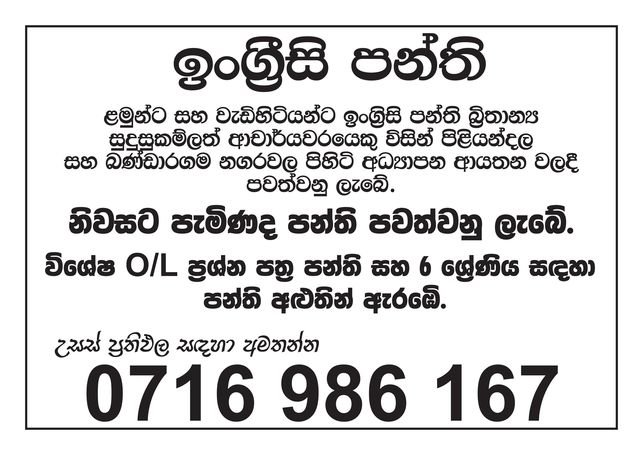 ඉංග්‍රීසි පන්ති
ළමුන්ට සහ වැඩිහිටියන්ට ඉංග්‍රිසි පන්ති බ්‍රිතාන්‍ය
සුදුසුකම්ලත් ආචාර්යවරයෙකු විසින් පිළියන්දල
සහ බණ්ඩාරගම නගරවල පිහිටි අධ්‍යාපන ආයතන වලදී
පවත්වනු ලැබේ.
නිවසට පැමිණද පන්ති පවත්වනු ලැබේ.
විශේෂ O/L ප්‍රශ්න පත්‍ර පන්ති සහ 6 ශ්‍රේණිය සඳහා
පන්ති අළුතින් ඇරඹේ.
උසස් ප්‍රතිඵල සඳහා අමතන්න
0716 986 167